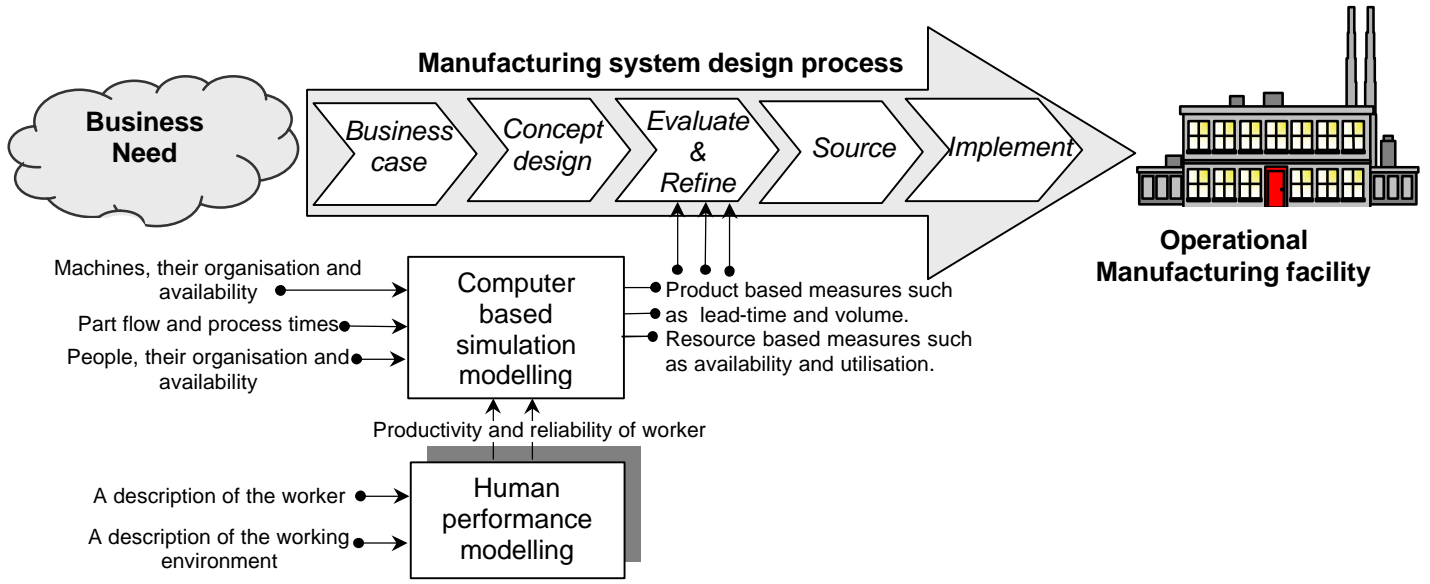 Manufacturing system design process
Business
Need
Business
case
Concept
design
Evaluate
&
Refine
Source
Implement
Operational
Manufacturing facility
Machines, their organisation and
availability
Part flow and process times
People, their organisation and
availability
Computer
based
simulation
modelling
Product based measures such
as lead-time and volume.
Resource based measures such
as availability and utilisation.
Productivity and reliability of worker
A description of the worker
A description of the working
environment
Human
performance
modelling